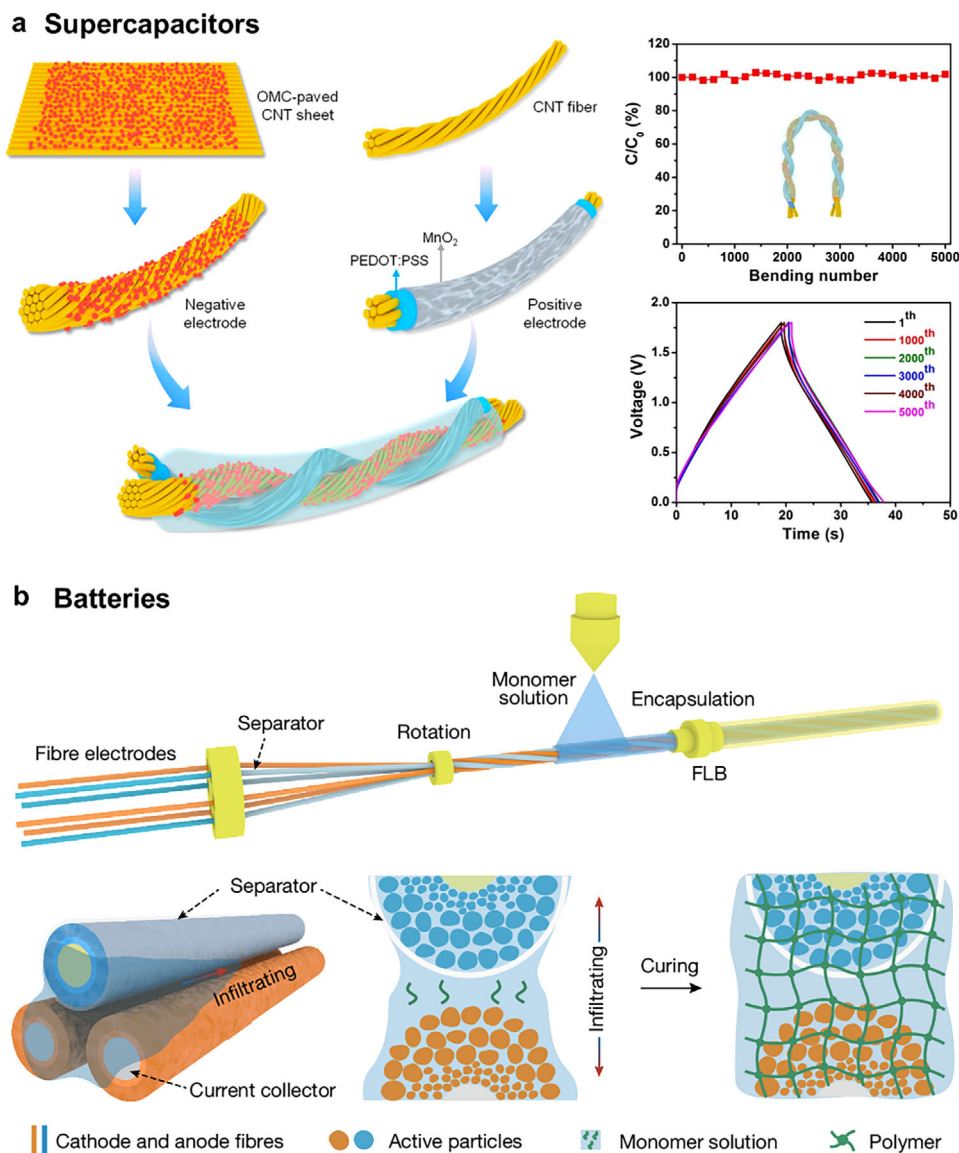 a Supercapacitors
OMC-paved
CNT sheet
CNT fiber
Negative
electrode
MnO2
PEDOT:PSS
Positive
electrode
120
100
80
60
40
20
0
C/C0 (%)
0 1000 2000 3000 4000 5000
Bending number
2.0
1.5
1.0
0.5
0.0
Voltage (V)
1th
1000th
2000th
3000th
4000th
5000th
0 10 20 30 40 50
Time (s)
b Batteries
Fibre electrodes
Separator
Rotation
Monomer
solution
Encapsulation
FLB
Separator
Infiltrating
Current collector
Infiltrating
Curing
Cathode and anode fibres
Active particles
Monomer solution
Polymer